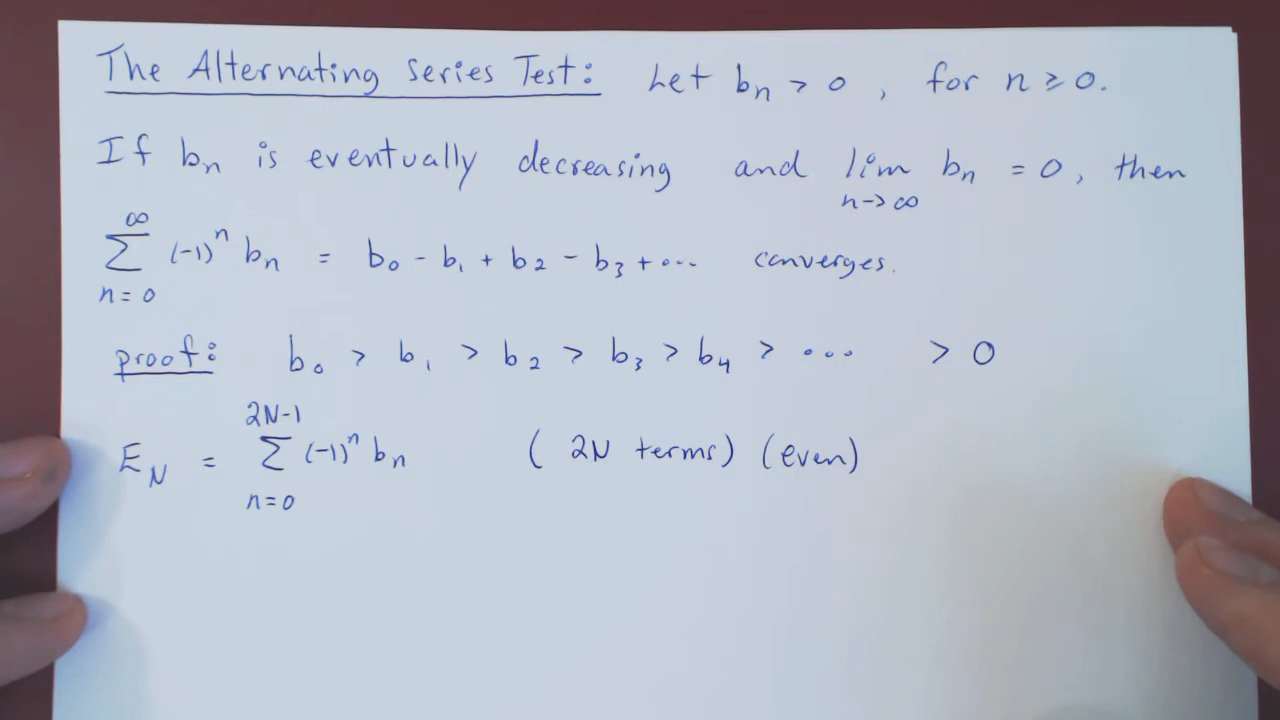 The Alternating Series Test: Let bₙ > 0, for n ≥ 0.
If bₙ is eventually decreasing and lim_{n→∞} bₙ = 0, then
∑_{n=0}^{∞} (-1)ⁿ bₙ = b₀ - b₁ + b₂ - b₃ + ... converges.
proof: b₀ > b₁ > b₂ > b₃ > b₄ > ... > 0
E_N = ∑_{n=0}^{2N-1} (-1)ⁿ bₙ (2N terms) (even)